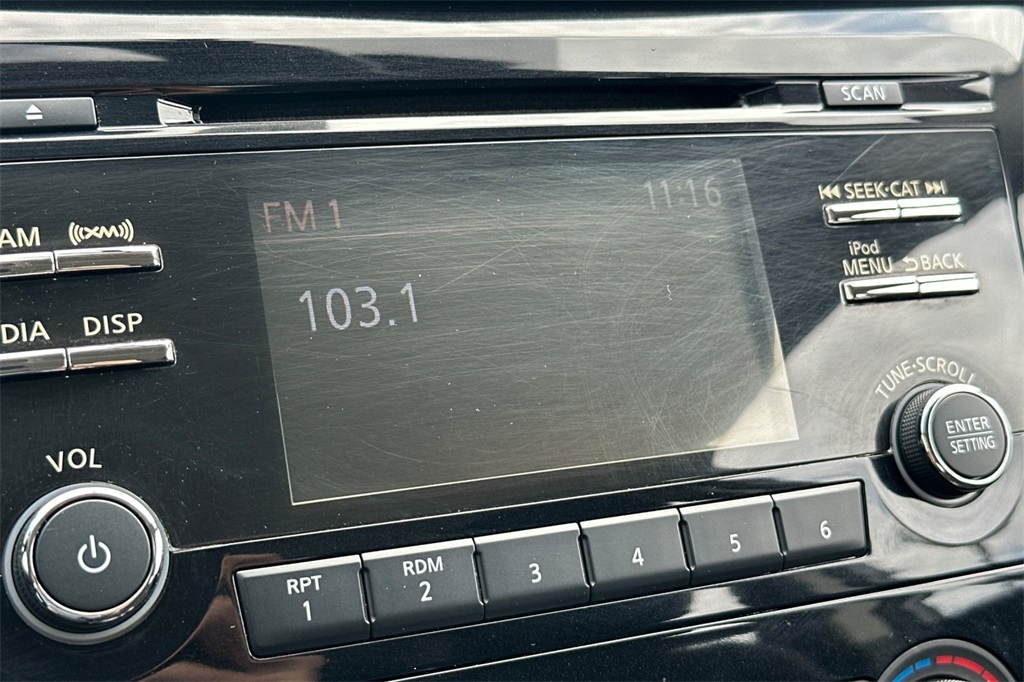 SCAN
SEEK·CAT
AM
((XM))
FM 1
11:16
iPod
MENU
BACK
103.1
DIA
DISP
TUNE·SCROLL
ENTER
SETTING
VOL
RPT
1
RDM
2
3
4
5
6